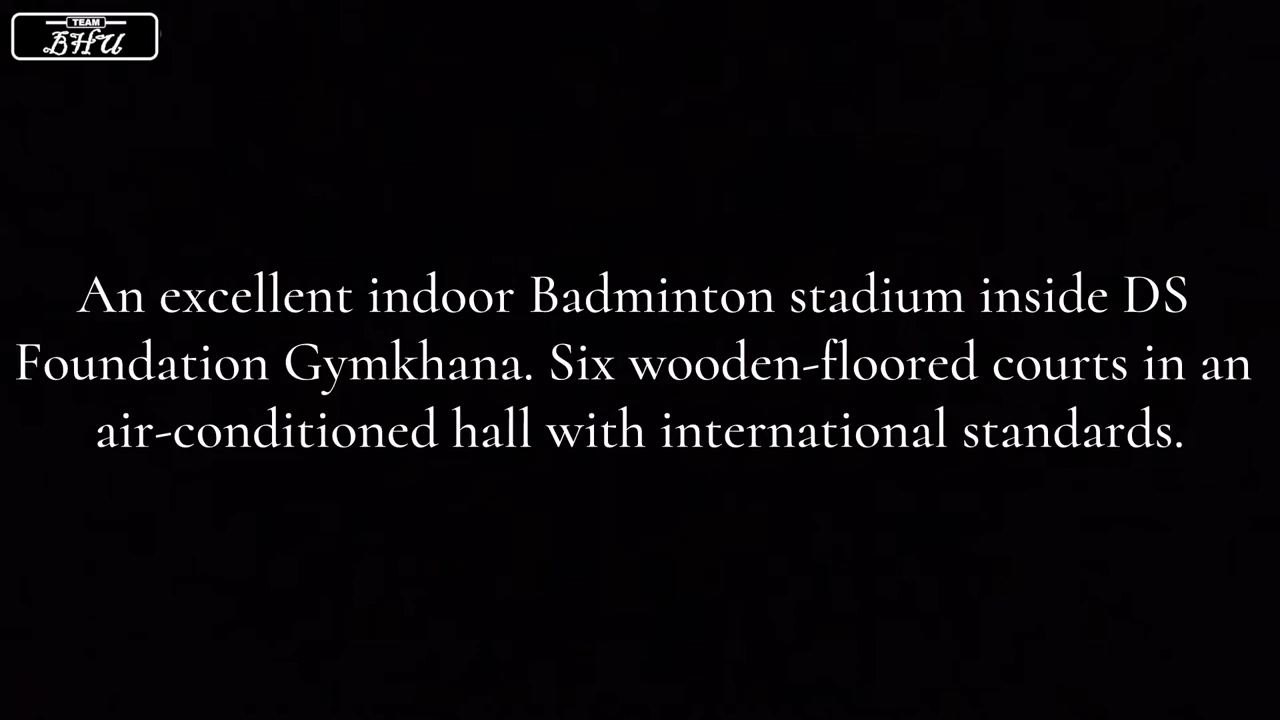 TEAM
BHU
An excellent indoor Badminton stadium inside DS
Foundation Gymkhana. Six wooden-floored courts in an
air-conditioned hall with international standards.